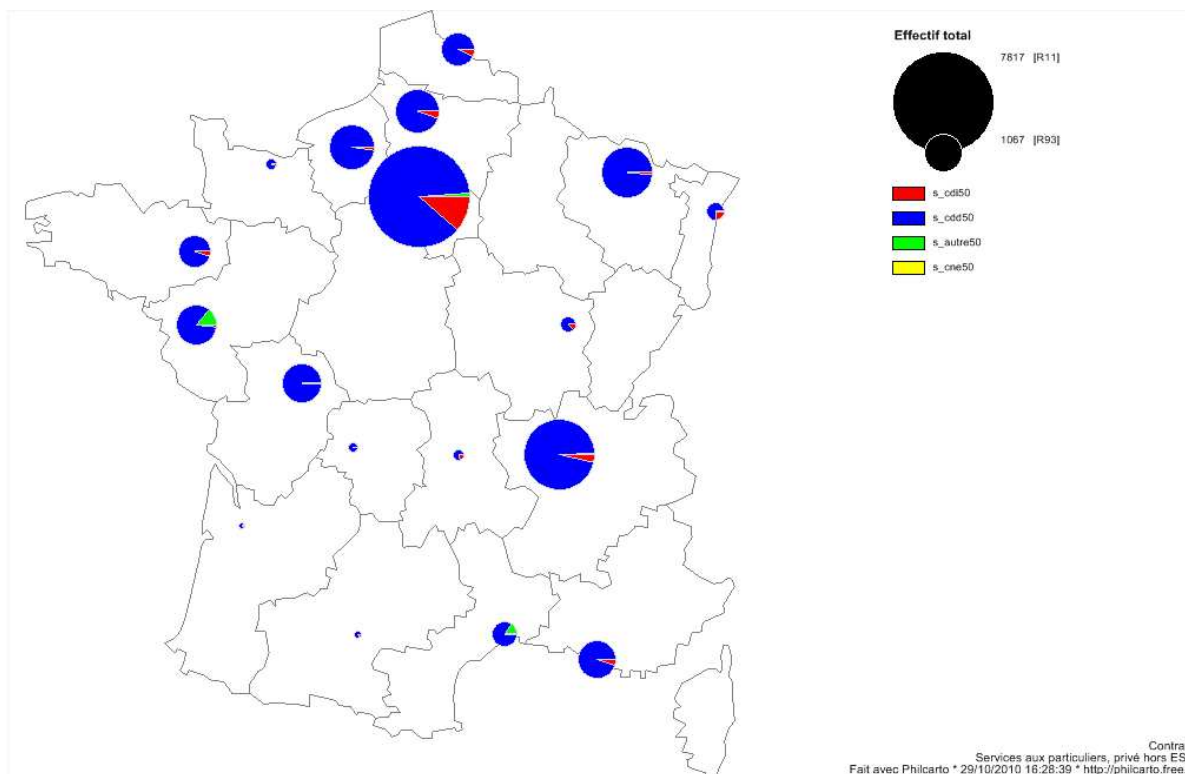 Effectif total
7817 [R11]
1067 [R93]
s_cdi50
s_cdd50
s_autre50
s_cne50
Contra
Services aux particuliers, privé hors ES
Fait avec Philcarto * 29/10/2010 16:28:39 * http://philcarto.free